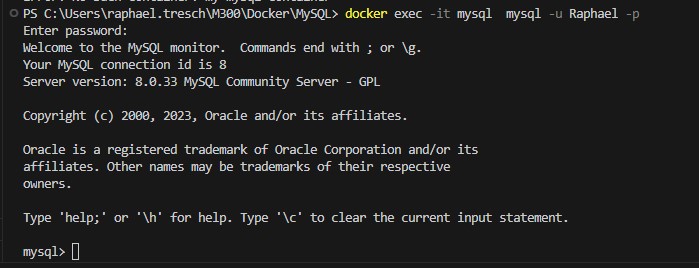 PS C:\Users\raphael.tresch\M300\Docker\MySQL> docker exec -it mysql  mysql -u Raphael -p
Enter password:
Welcome to the MySQL monitor.  Commands end with ; or \g.
Your MySQL connection id is 8
Server version: 8.0.33 MySQL Community Server - GPL

Copyright (c) 2000, 2023, Oracle and/or its affiliates.

Oracle is a registered trademark of Oracle Corporation and/or its
affiliates. Other names may be trademarks of their respective
owners.

Type 'help;' or '\h' for help. Type '\c' to clear the current input statement.

mysql>